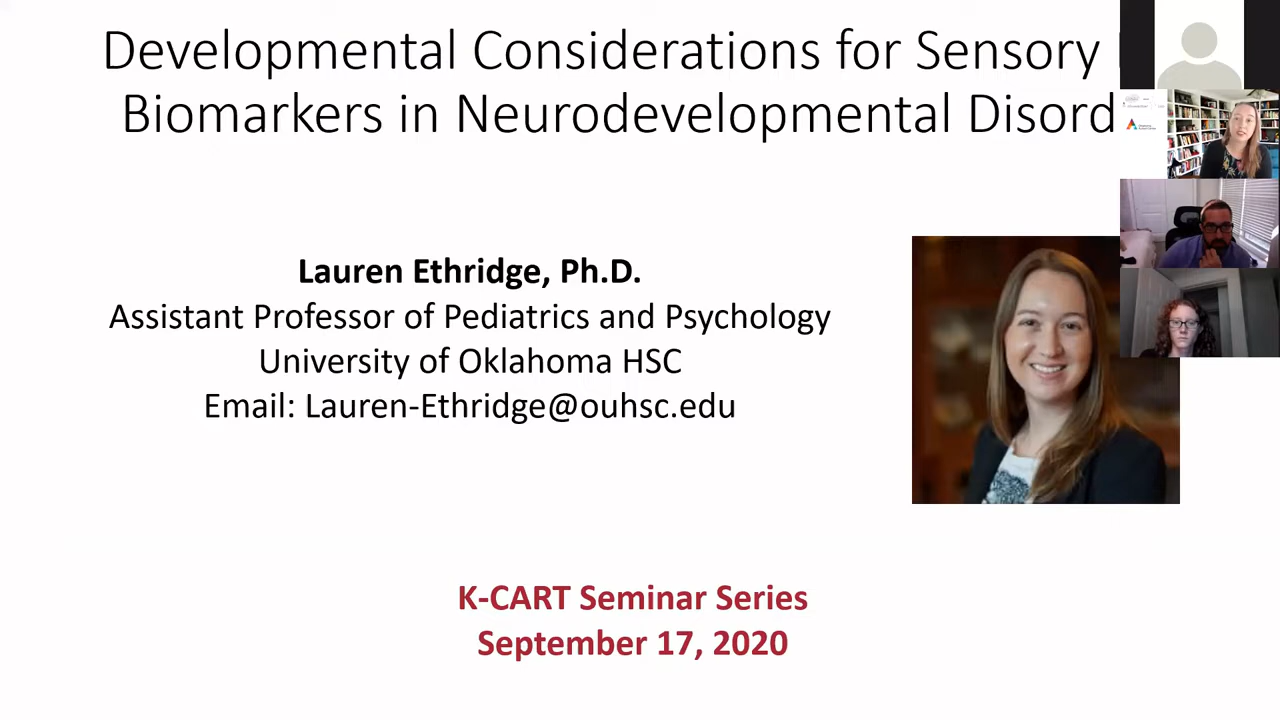 Developmental Considerations for Sensory
Biomarkers in Neurodevelopmental Disord
Lauren Ethridge, Ph.D.
Assistant Professor of Pediatrics and Psychology
University of Oklahoma HSC
Email: Lauren-Ethridge@ouhsc.edu
K-CART Seminar Series
September 17, 2020